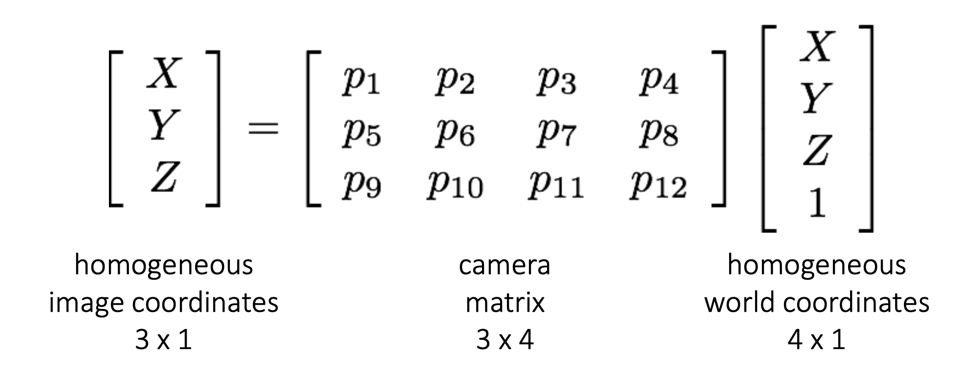 [ X Y Z ] = [ p1 p2 p3 p4 p5 p6 p7 p8 p9 p10 p11 p12 ] [ X Y Z 1 ]
homogeneous image coordinates 3 x 1
camera matrix 3 x 4
homogeneous world coordinates 4 x 1